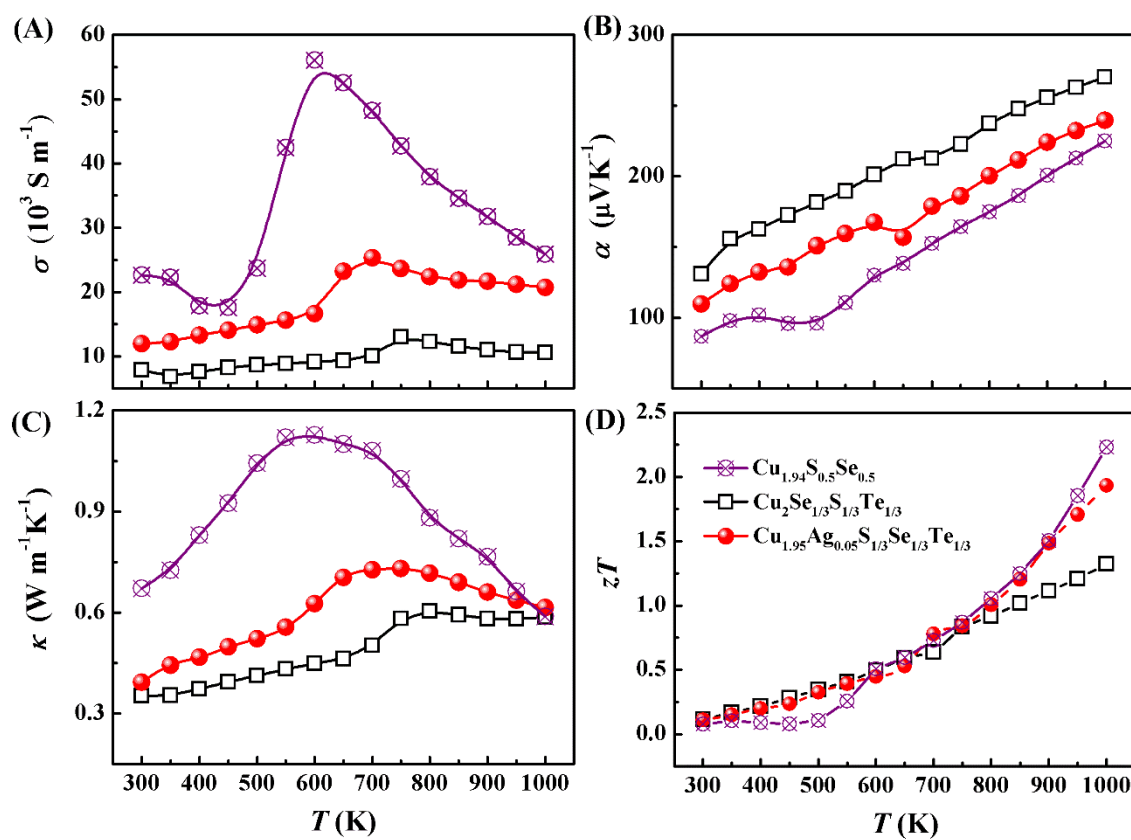 (A)
60
50
40
30
20
10
σ (10³ S m⁻¹)
(B)
300
200
100
α (μVK⁻¹)
(C)
1.2
0.9
0.6
0.3
κ (W m⁻¹K⁻¹)
300 400 500 600 700 800 900 1000
T (K)
(D)
2.5
2.0
1.5
1.0
0.5
0.0
zT
Cu₁.₉₄S₀.₅Se₀.₅
Cu₂Se₁/₃S₁/₃Te₁/₃
Cu₁.₉₅Ag₀.₀₅S₁/₃Se₁/₃Te₁/₃
300 400 500 600 700 800 900 1000
T (K)